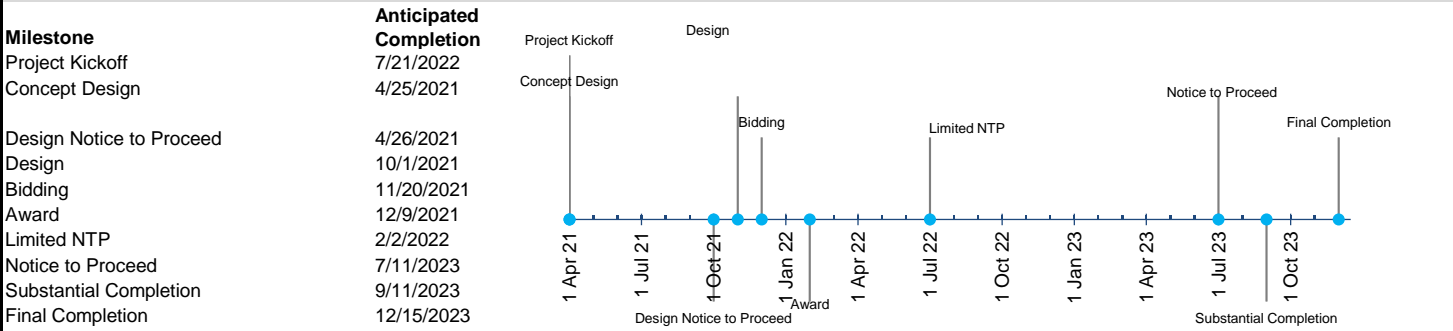 Milestone Anticipated Completion
Project Kickoff 7/21/2022
Concept Design 4/25/2021
Design Notice to Proceed 4/26/2021
Design 10/1/2021
Bidding 11/20/2021
Award 12/9/2021
Limited NTP 2/2/2022
Notice to Proceed 7/11/2023
Substantial Completion 9/11/2023
Final Completion 12/15/2023
Design
Project Kickoff
Concept Design
Notice to Proceed
Bidding
Limited NTP
Final Completion
1 Apr 21
1 Jul 21
1 Oct 21
1 Jan 22
1 Apr 22
1 Jul 22
1 Oct 22
1 Jan 23
1 Apr 23
1 Jul 23
1 Oct 23
Award
Design Notice to Proceed
Substantial Completion